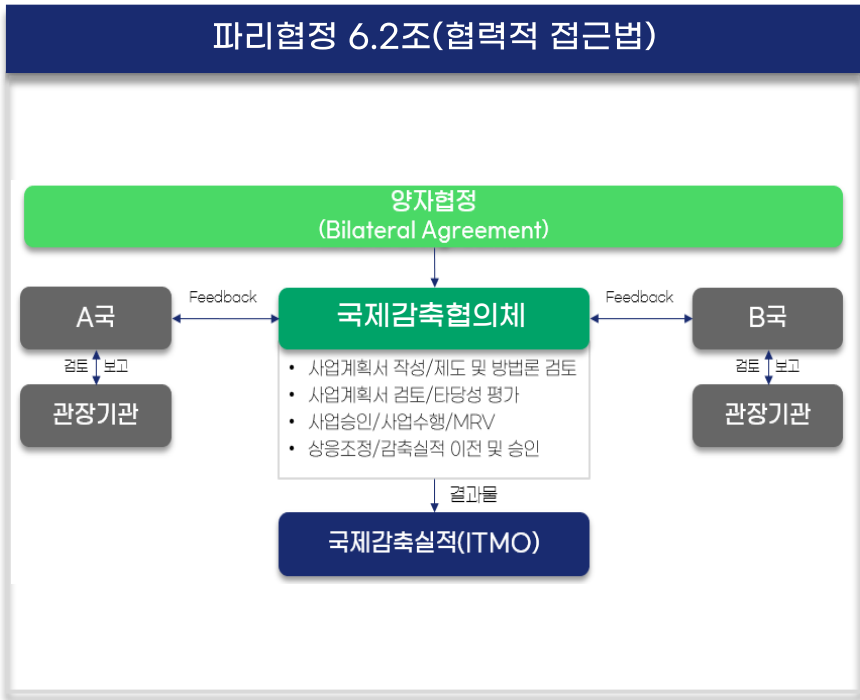 파리협정 6.2조(협력적 접근법)
양자협정
(Bilateral Agreement)
A국
Feedback
국제감축협의체
Feedback
B국
검토 보고
관장기관
• 사업계획서 작성/제도 및 방법론 검토
• 사업계획서 검토/타당성 평가
• 사업승인/사업수행/MRV
• 상응조정/감축실적 이전 및 승인
검토 보고
관장기관
결과물
국제감축실적(ITMO)